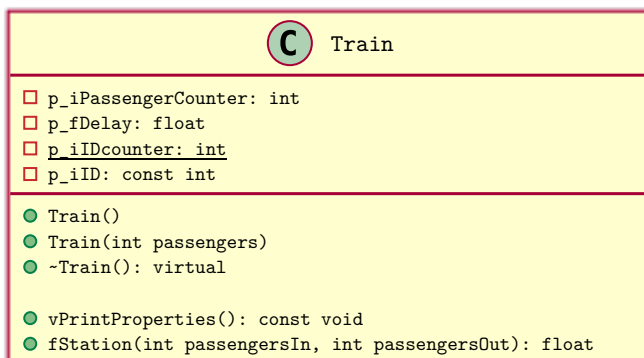 C Train
p_iPassengerCounter: int
p_fDelay: float
p_iIDcounter: int
p_iID: const int
Train()
Train(int passengers)
~Train(): virtual
vPrintProperties(): const void
fStation(int passengersIn, int passengersOut): float